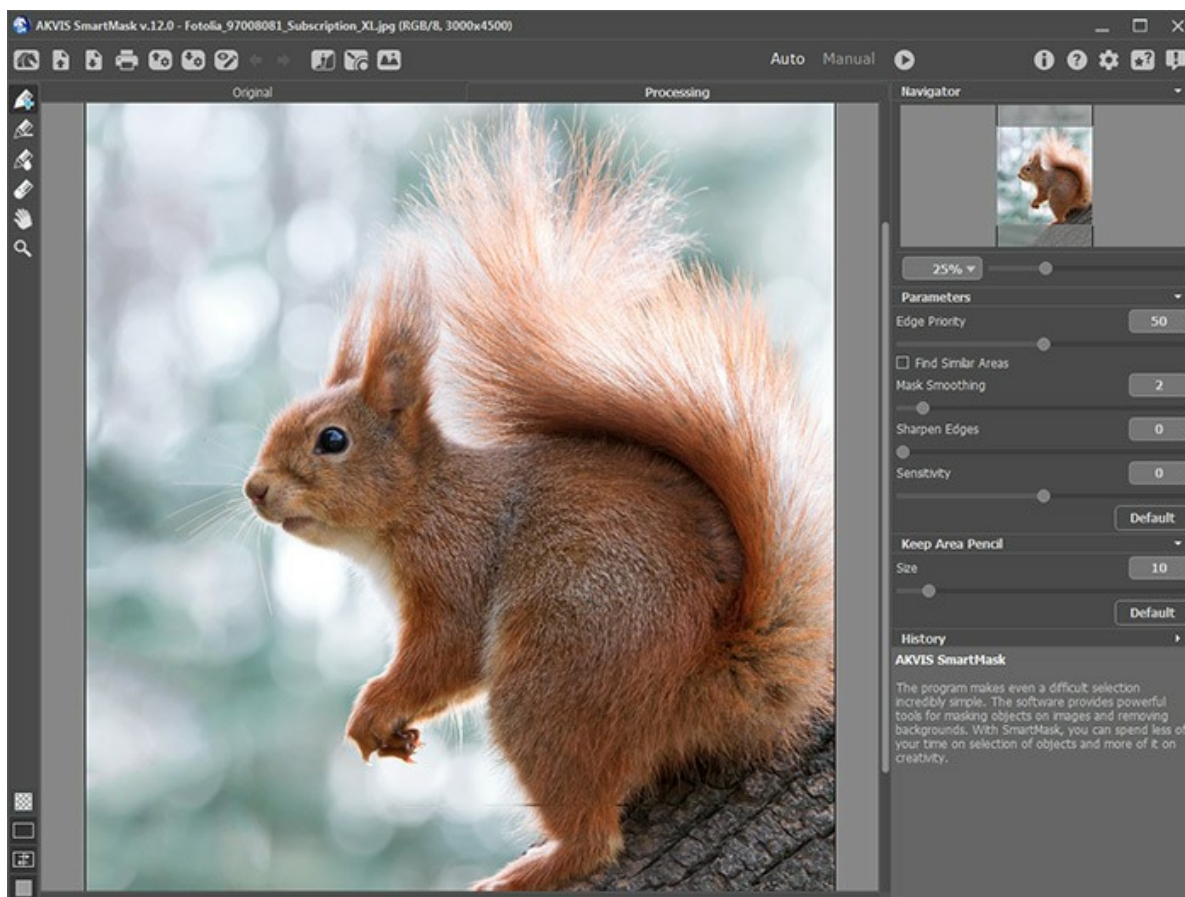 AKVIS SmartMask v.12.0 - Fotolia_97008081_Subscription_XL.jpg (RGB/8, 3000x4500)
Auto Manual
Original Processing
Navigator
25%
Parameters
Edge Priority 50
Find Similar Areas
Mask Smoothing 2
Sharpen Edges 0
Sensitivity 0
Default
Keep Area Pencil
Size 10
Default
History
AKVIS SmartMask
The program makes even a difficult selection
incredibly simple. The software provides powerful
tools for masking objects on images and removing
backgrounds. With SmartMask, you can spend less of
your time on selection of objects and more of it on
creativity.